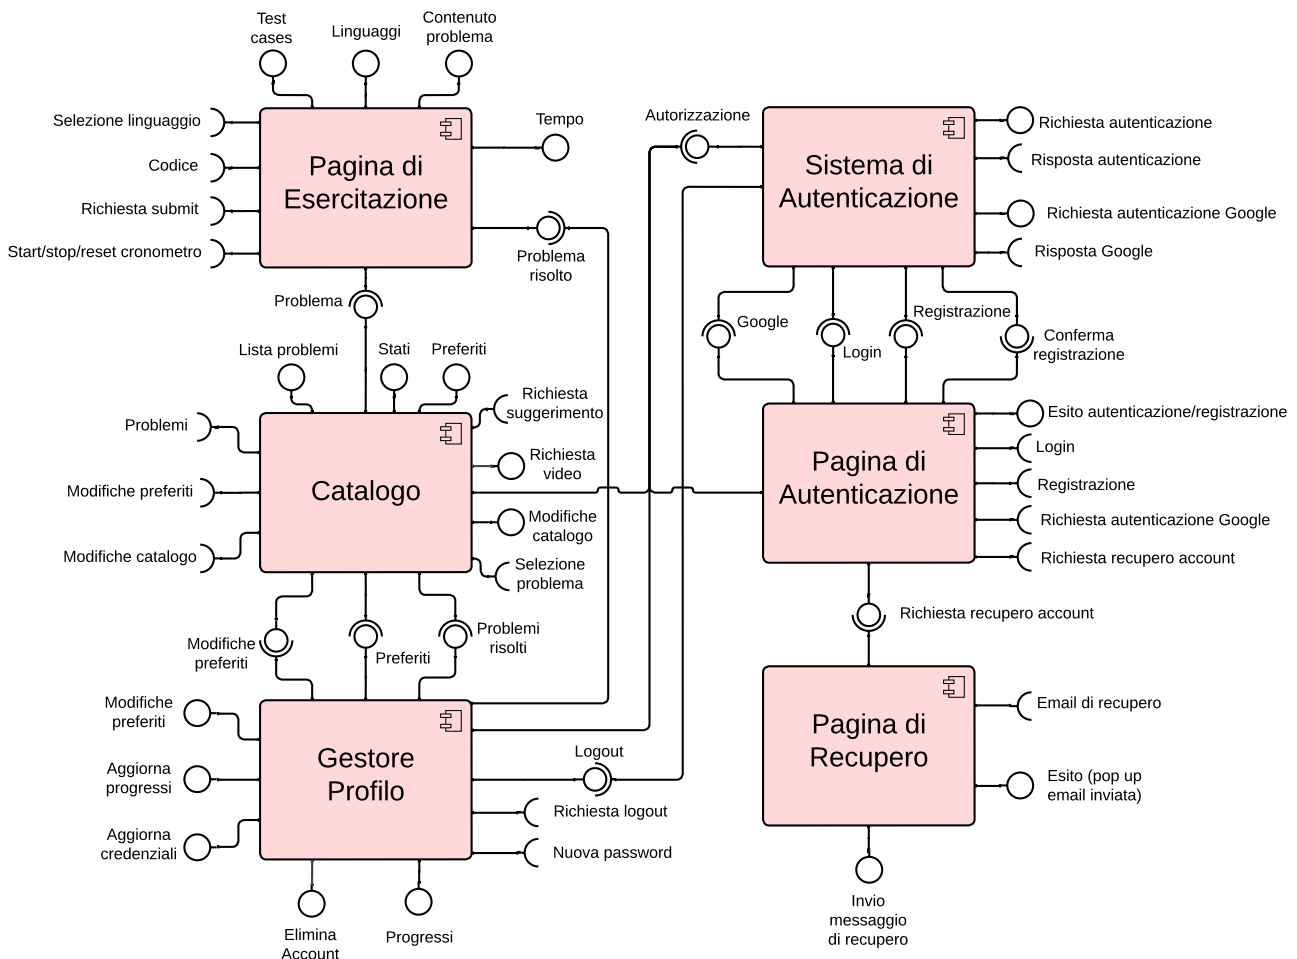 Test
cases
Linguaggi
Contenuto
problema
Selezione linguaggio
Codice
Richiesta submit
Start/stop/reset cronometro
Pagina di
Esercitazione
Tempo
Problema
risolto
Problema
Autorizzazione
Sistema di
Autenticazione
Richiesta autenticazione
Risposta autenticazione
Richiesta autenticazione Google
Risposta Google
Google
Login
Registrazione
Conferma
registrazione
Lista problemi
Stati
Preferiti
Richiesta
suggerimento
Problemi
Modifiche preferiti
Modifiche catalogo
Catalogo
Richiesta
video
Modifiche
catalogo
Selezione
problema
Pagina di
Autenticazione
Esito autenticazione/registrazione
Login
Registrazione
Richiesta autenticazione Google
Richiesta recupero account
Modifiche
preferiti
Preferiti
Problemi
risolti
Richiesta recupero account
Modifiche
preferiti
Aggiorna
progressi
Aggiorna
credenziali
Gestore
Profilo
Logout
Richiesta logout
Nuova password
Elimina
Account
Progressi
Pagina di
Recupero
Email di recupero
Esito (pop up
email inviata)
Invio
messaggio
di recupero